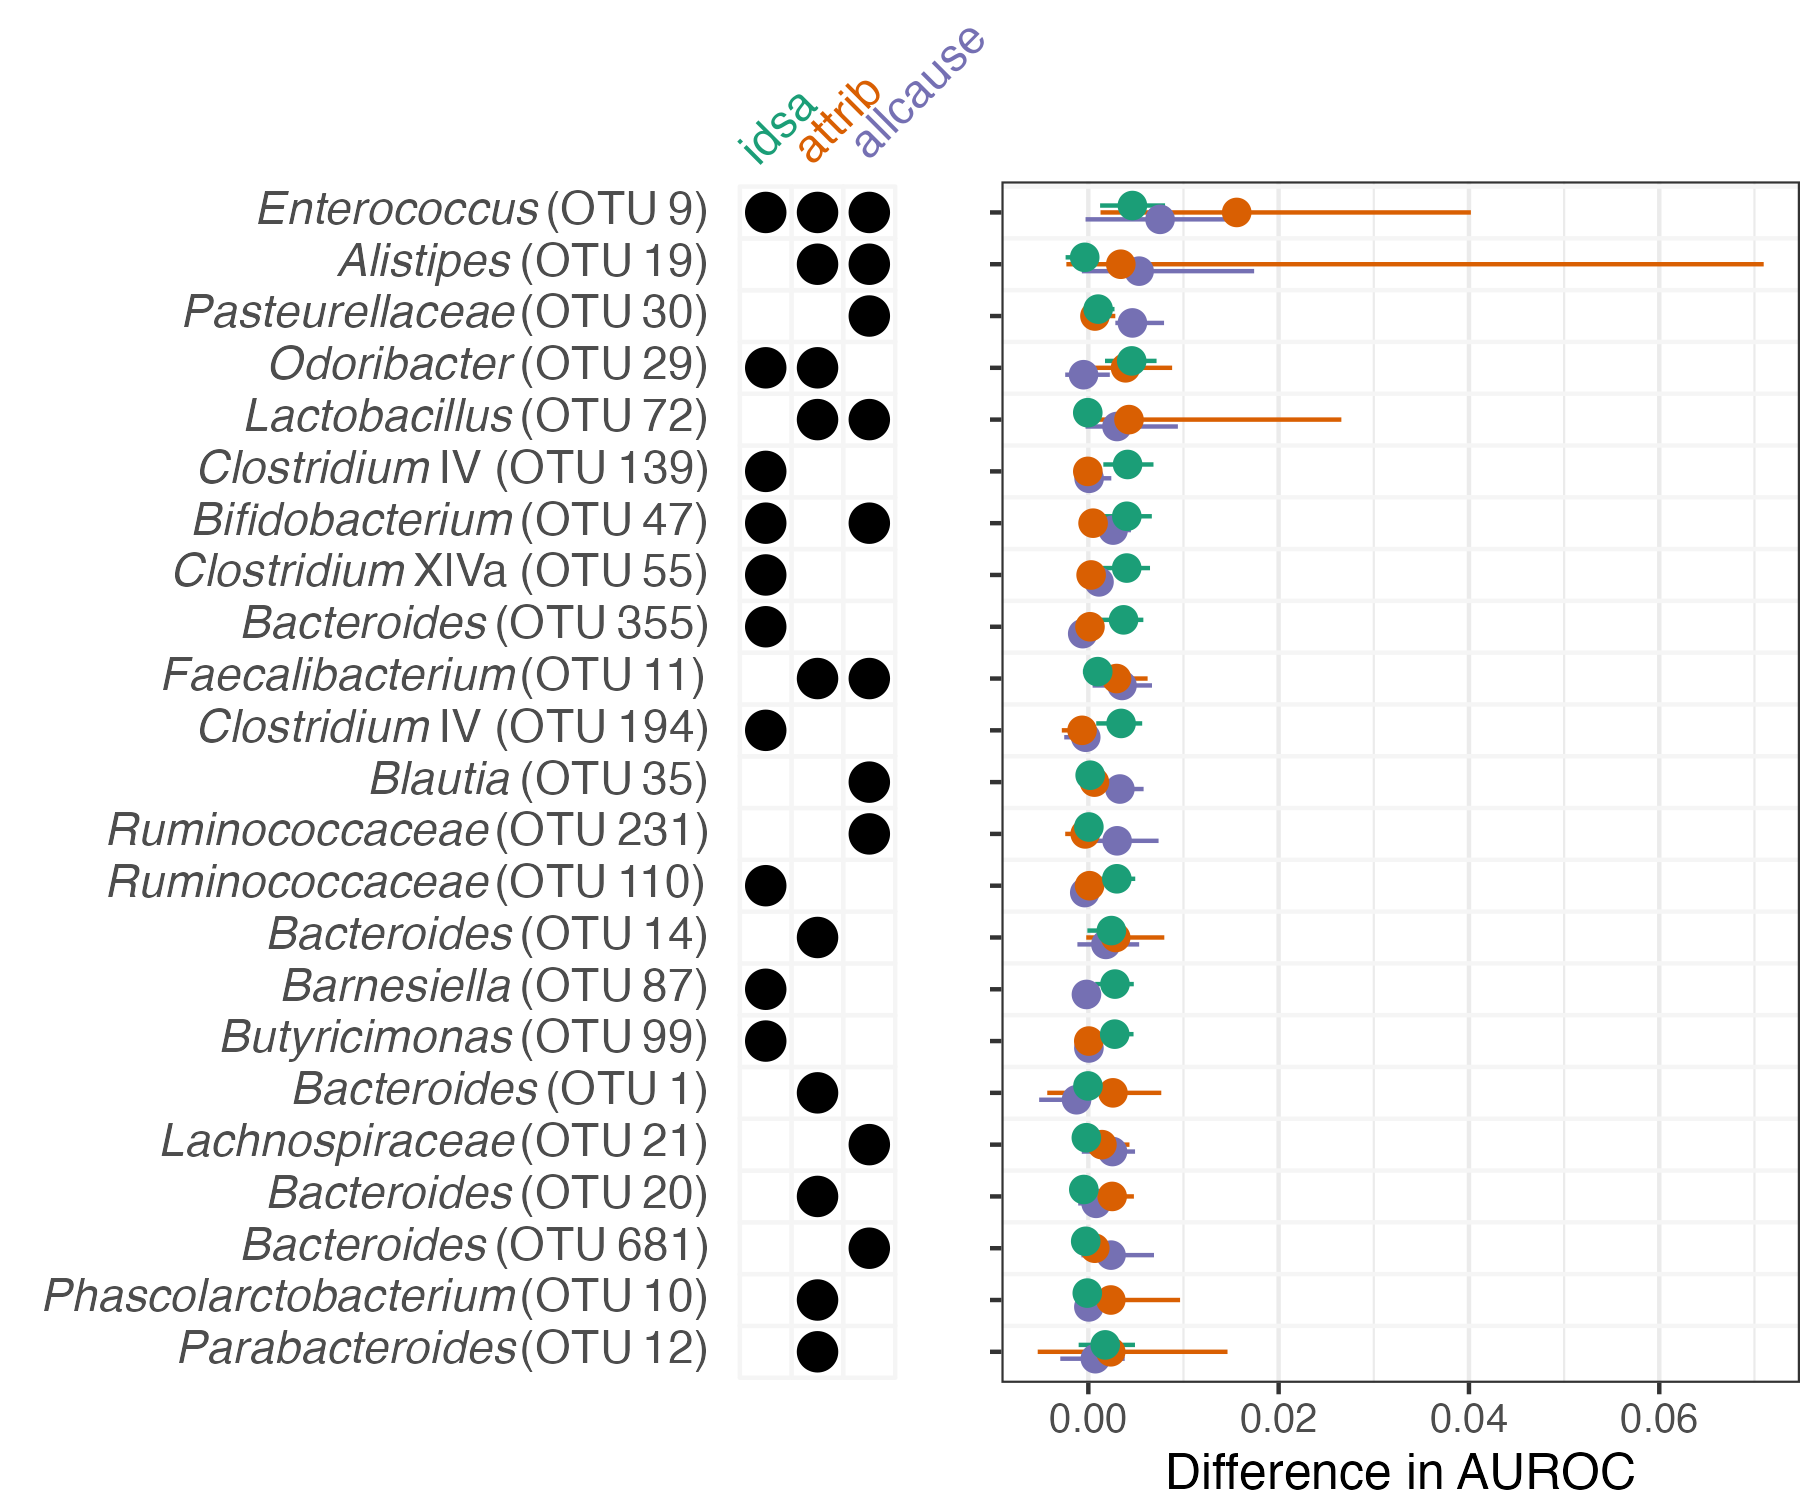 idsa
attrib
allcause
Enterococcus (OTU 9)
Alistipes (OTU 19)
Pasteurellaceae (OTU 30)
Odoribacter (OTU 29)
Lactobacillus (OTU 72)
Clostridium IV (OTU 139)
Bifidobacterium (OTU 47)
Clostridium XIVa (OTU 55)
Bacteroides (OTU 355)
Faecalibacterium (OTU 11)
Clostridium IV (OTU 194)
Blautia (OTU 35)
Ruminococcaceae (OTU 231)
Ruminococcaceae (OTU 110)
Bacteroides (OTU 14)
Barnesiella (OTU 87)
Butyricimonas (OTU 99)
Bacteroides (OTU 1)
Lachnospiraceae (OTU 21)
Bacteroides (OTU 20)
Bacteroides (OTU 681)
Phascolarctobacterium (OTU 10)
Parabacteroides (OTU 12)
0.00 0.02 0.04 0.06
Difference in AUROC